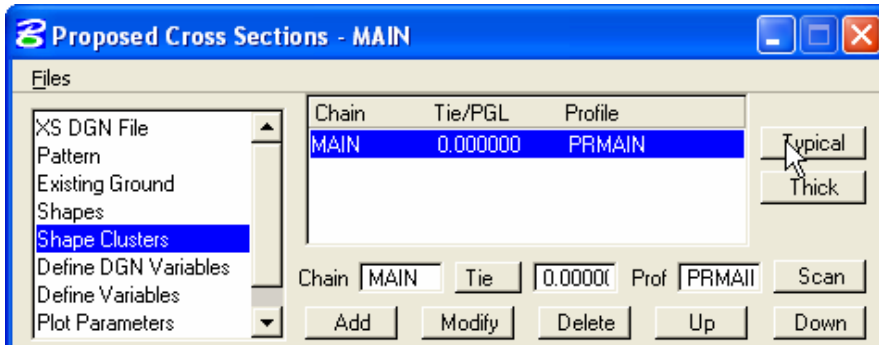 Proposed Cross Sections - MAIN
Files
XS DGN File
Pattern
Existing Ground
Shapes
Shape Clusters
Define DGN Variables
Define Variables
Plot Parameters
Chain Tie/PGL Profile
MAIN 0.000000 PRMAIN
Typical
Thick
Chain MAIN Tie 0.0000( Prof PRMAII Scan
Add Modify Delete Up Down